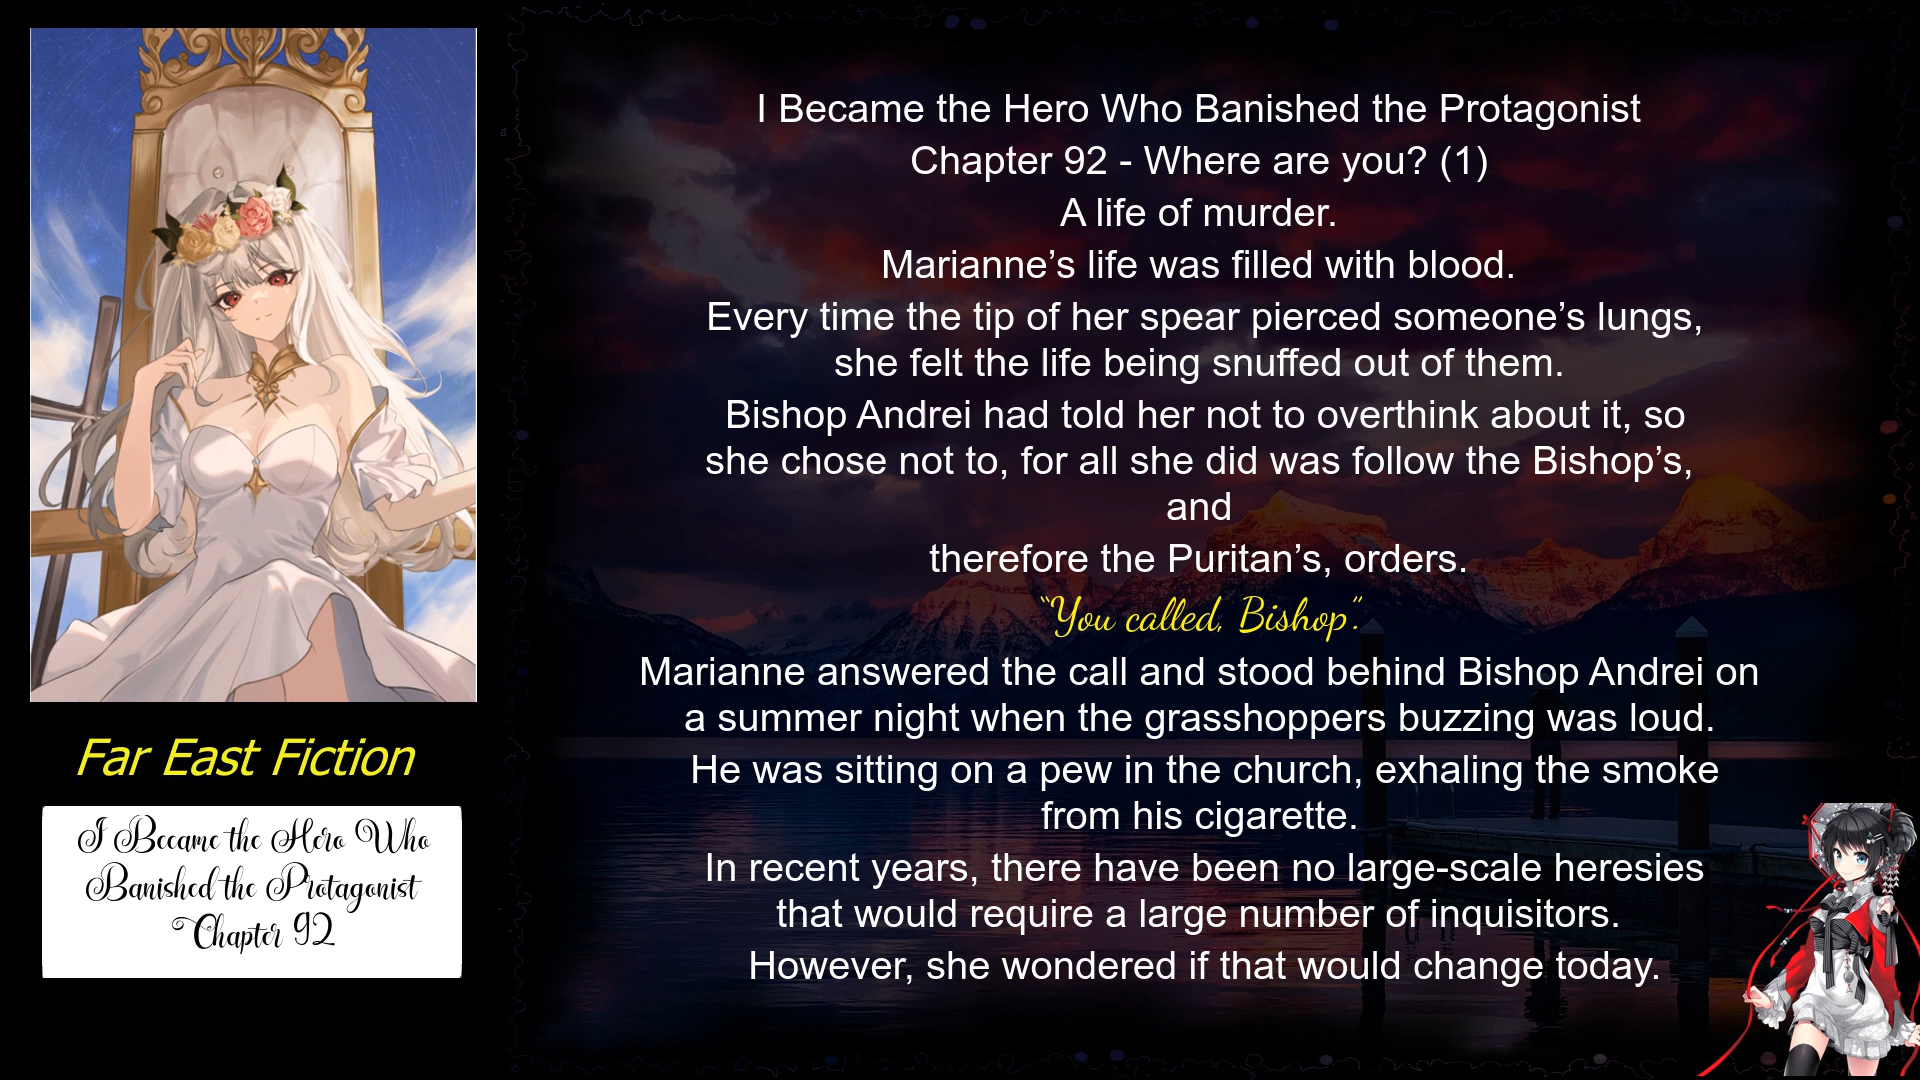 I Became the Hero Who Banished the Protagonist
Chapter 92 - Where are you? (1)
A life of murder.
Marianne’s life was filled with blood.
Every time the tip of her spear pierced someone’s lungs,
she felt the life being snuffed out of them.
Bishop Andrei had told her not to overthink about it, so
she chose not to, for all she did was follow the Bishop’s,
and
therefore the Puritan’s, orders.
“You called, Bishop”.
Marianne answered the call and stood behind Bishop Andrei on
a summer night when the grasshoppers buzzing was loud.
He was sitting on a pew in the church, exhaling the smoke
from his cigarette.
In recent years, there have been no large-scale heresies
that would require a large number of inquisitors.
However, she wondered if that would change today.
Far East Fiction
I Became the Hero Who
Banished the Protagonist
Chapter 92